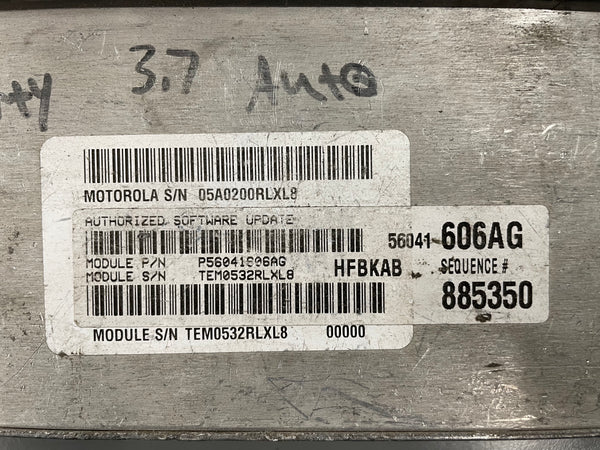 3.7 Auto
MOTOROLA S/N 05A0200RLXL8
AUTHORIZED SOFTWARE UPDATE
56041 606AG
MODULE P/N P56041606AG
MODULE S/N TEM0532RLXL8
HFBKAB SEQUENCE #
885350
MODULE S/N TEM0532RLXL8 00000